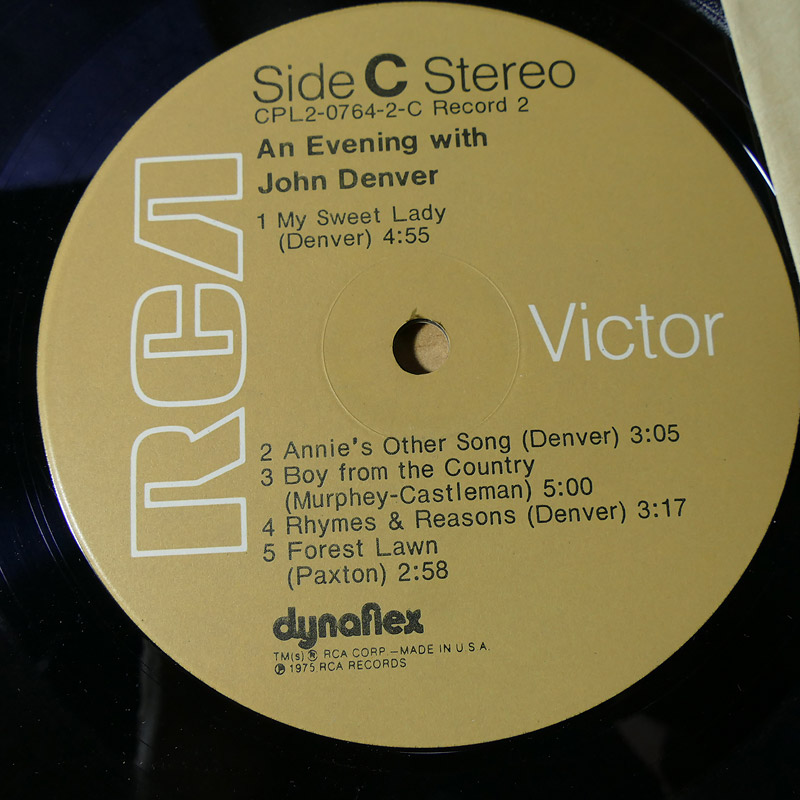 Side C Stereo
CPL2-0764-2-C Record 2
An Evening with
John Denver
1 My Sweet Lady
(Denver) 4:55
RCA
Victor
2 Annie's Other Song (Denver) 3:05
3 Boy from the Country
(Murphey-Castleman) 5:00
4 Rhymes & Reasons (Denver) 3:17
5 Forest Lawn
(Paxton) 2:58
dynaflex
TM(s) ® RCA CORP.—MADE IN U.S.A.
℗ 1975 RCA RECORDS